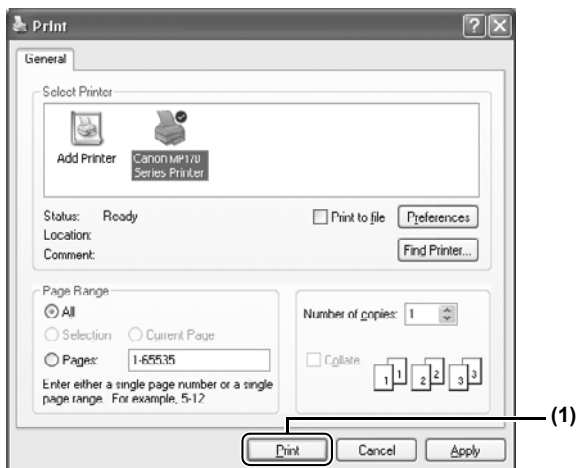 Print
General
Select Printer
Add Printer
Canon MP170
Series Printer
Status: Ready
Location:
Comment:
Print to file
Preferences
Find Printer...
Page Range
All
Selection
Current Page
Pages: 1-65535
Enter either a single page number or a single
page range. For example, 5-12
Number of copies: 1
Collate
1 1 2 2 3 3
(1)
Print
Cancel
Apply